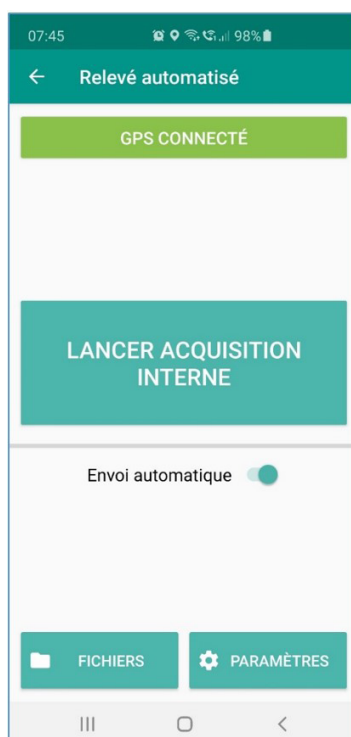 07:45 98%
Relevé automatisé
GPS CONNECTÉ
LANCER ACQUISITION
INTERNE
Envoi automatique
FICHIERS
PARAMÈTRES